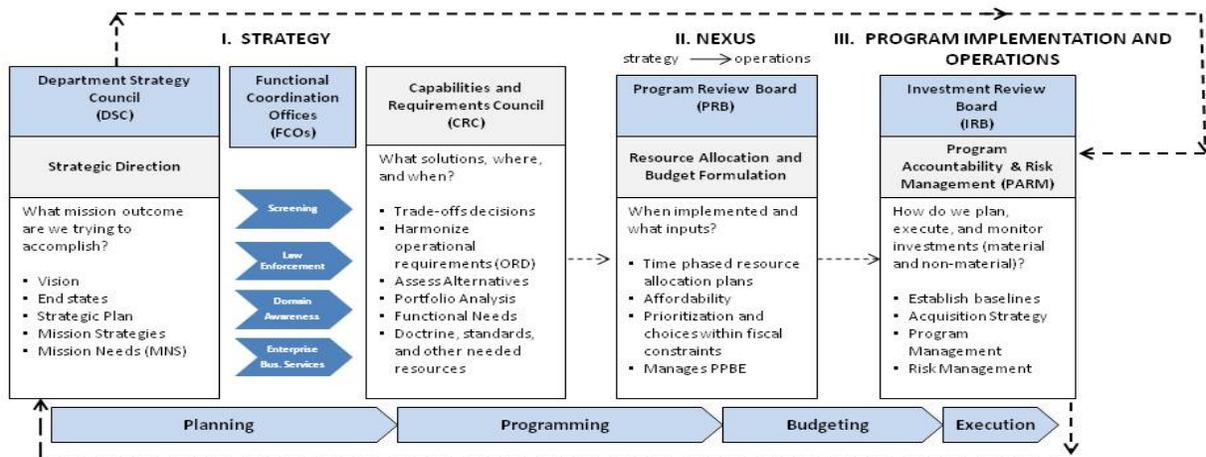 I. STRATEGY
II. NEXUS
strategy
operations
III. PROGRAM IMPLEMENTATION AND
OPERATIONS
Department Strategy
Council
(DSC)
Strategic Direction
What mission outcome
are we trying to
accomplish?
▪ Vision
▪ End states
▪ Strategic Plan
▪ Mission Strategies
▪ Mission Needs (MNS)
Functional
Coordination
Offices
(FCOs)
Screening
Law
Enforcement
Domain
Awareness
Enterprise
Bus. Services
Capabilities and
Requirements Council
(CRC)
What solutions, where,
and when?
▪ Trade-offs decisions
▪ Harmonize
operational
requirements (ORD)
▪ Assess Alternatives
▪ Portfolio Analysis
▪ Functional Needs
▪ Doctrine, standards,
and other needed
resources
Program Review Board
(PRB)
Resource Allocation and
Budget Formulation
When implemented and
what inputs?
▪ Time phased resource
allocation plans
▪ Affordability
▪ Prioritization and
choices within fiscal
constraints
▪ Manages PPBE
Investment Review
Board
(IRB)
Program
Accountability & Risk
Management (PARM)
How do we plan,
execute, and monitor
investments (material
and non-material)?
▪ Establish baselines
▪ Acquisition Strategy
▪ Program
Management
▪ Risk Management
Planning
Programming
Budgeting
Execution